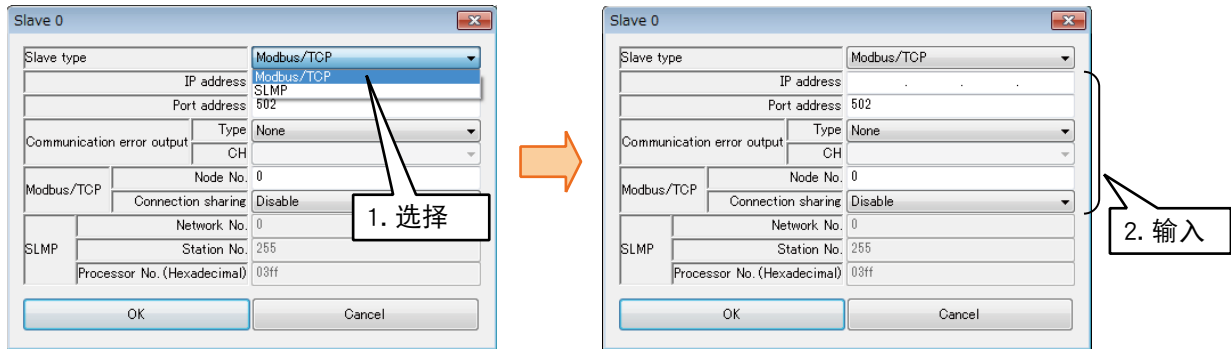 Slave 0
Slave type Modbus/TCP
Modbus/TCP
SLMP
IP address
Port address 502
Communication error output
Type None
CH
Modbus/TCP
Node No. 0
Connection sharing Disable
SLMP
Network No. 0
Station No. 255
Processor No. (Hexadecimal) 03ff
OK Cancel
1. 选择
Slave 0
Slave type Modbus/TCP
IP address . . .
Port address 502
Communication error output
Type None
CH
Modbus/TCP
Node No. 0
Connection sharing Disable
SLMP
Network No. 0
Station No. 255
Processor No. (Hexadecimal) 03ff
OK Cancel
2. 输入